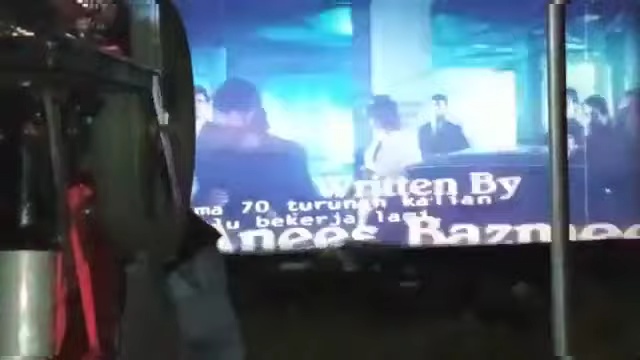 Written By
ma 70 turunan kalian
lu bekerja lagi.
Anees Bazmee